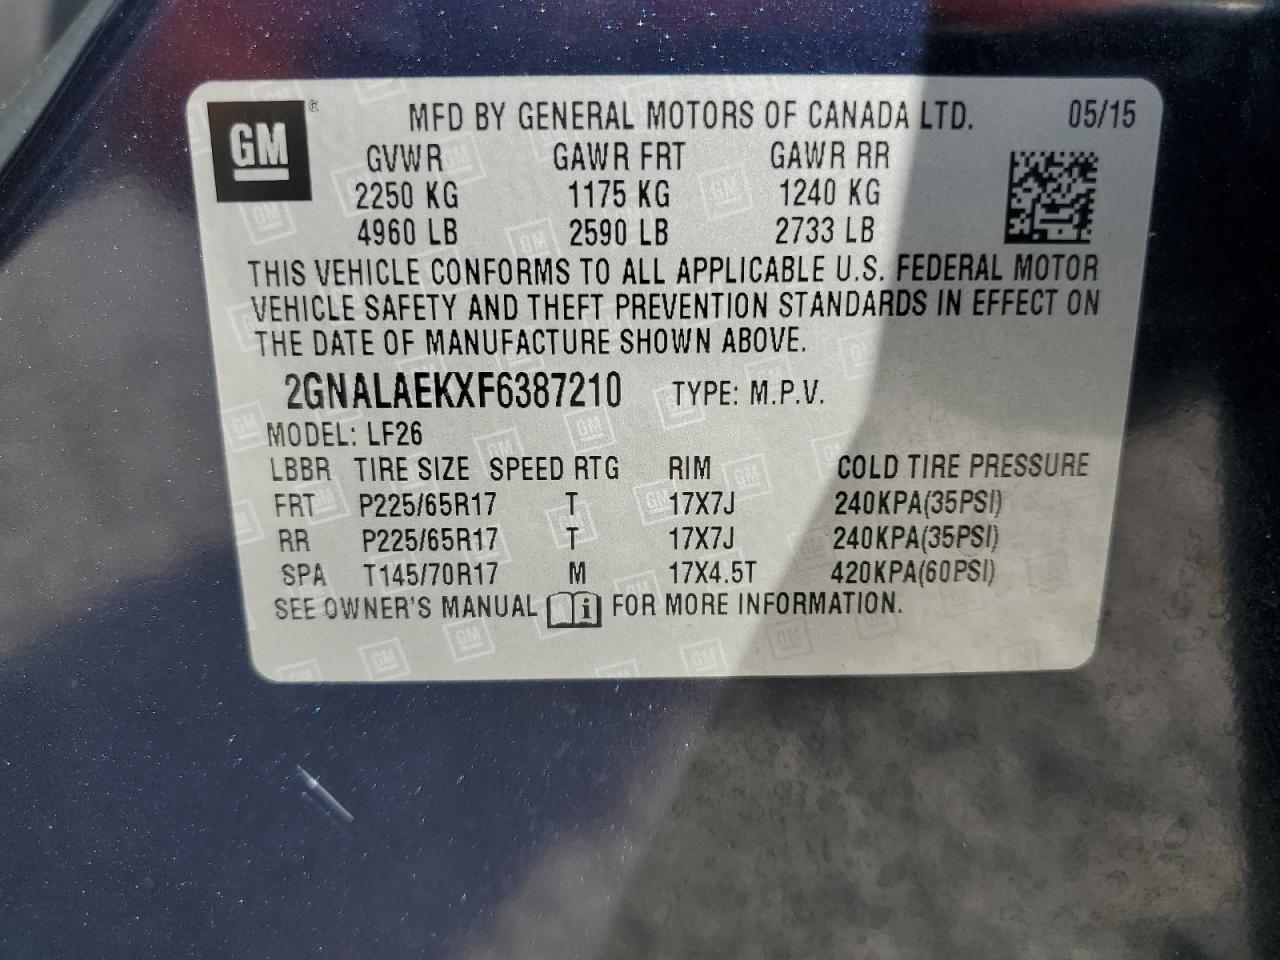 GM ® MFD BY GENERAL MOTORS OF CANADA LTD. 05/15
GVWR GAWR FRT GAWR RR
2250 KG 1175 KG 1240 KG
4960 LB 2590 LB 2733 LB
THIS VEHICLE CONFORMS TO ALL APPLICABLE U.S. FEDERAL MOTOR
VEHICLE SAFETY AND THEFT PREVENTION STANDARDS IN EFFECT ON
THE DATE OF MANUFACTURE SHOWN ABOVE.
2GNALAEKXF6387210 TYPE: M.P.V.
MODEL: LF26
LBBR TIRE SIZE SPEED RTG RIM COLD TIRE PRESSURE
FRT P225/65R17 T 17X7J 240KPA(35PSI)
RR P225/65R17 T 17X7J 240KPA(35PSI)
SPA T145/70R17 M 17X4.5T 420KPA(60PSI)
SEE OWNER'S MANUAL i FOR MORE INFORMATION.